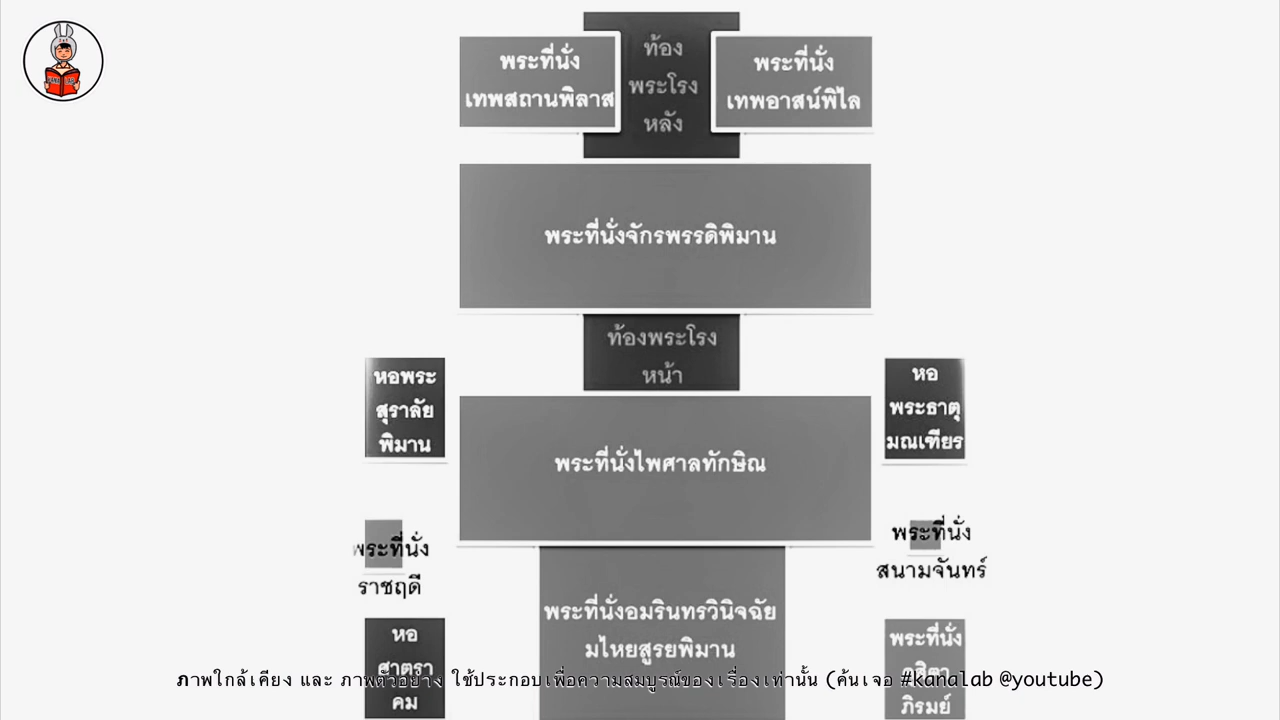 พระที่นั่ง
เทพสถานพิลาส
ท้อง
พระโรง
หลัง
พระที่นั่ง
เทพอาสน์พิไล
พระที่นั่งจักรพรรดิพิมาน
ท้องพระโรง
หน้า
หอพระ
สุราลัย
พิมาน
หอ
พระธาตุ
มณเฑียร
พระที่นั่งไพศาลทักษิณ
พระที่นั่ง
ราชฤดี
พระที่นั่ง
สนามจันทร์
พระที่นั่งอมรินทรวินิจฉัย
มไหยสูรยพิมาน
หอ
ศาตรา
คม
พระที่นั่ง
ภิรมย์
ภาพใกล้เคียง และ ภาพตัวอย่าง ใช้ประกอบเพื่อความสมบูรณ์ของเรื่องเท่านั้น (ค้นเจอ #kanalab @youtube)